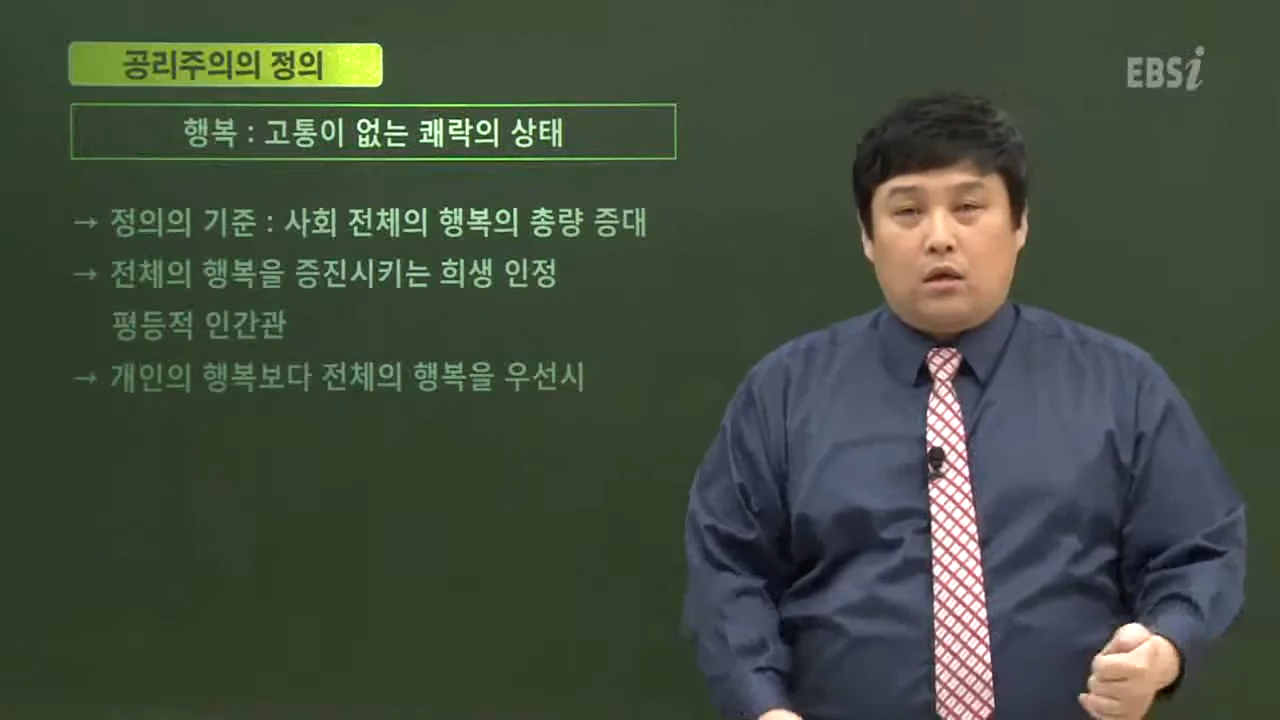 공리주의의 정의
EBSi
행복 : 고통이 없는 쾌락의 상태
→ 정의의 기준 : 사회 전체의 행복의 총량 증대
→ 전체의 행복을 증진시키는 희생 인정
평등적 인간관
→ 개인의 행복보다 전체의 행복을 우선시